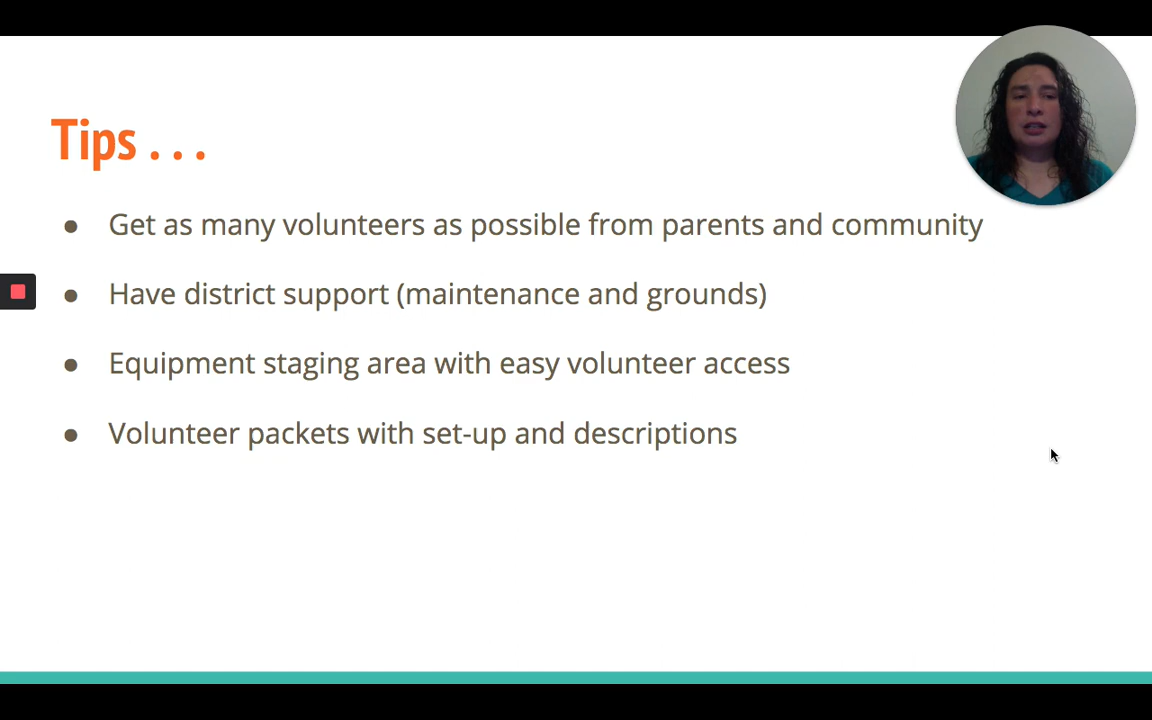 Tips . . .
● Get as many volunteers as possible from parents and community
● Have district support (maintenance and grounds)
● Equipment staging area with easy volunteer access
● Volunteer packets with set-up and descriptions